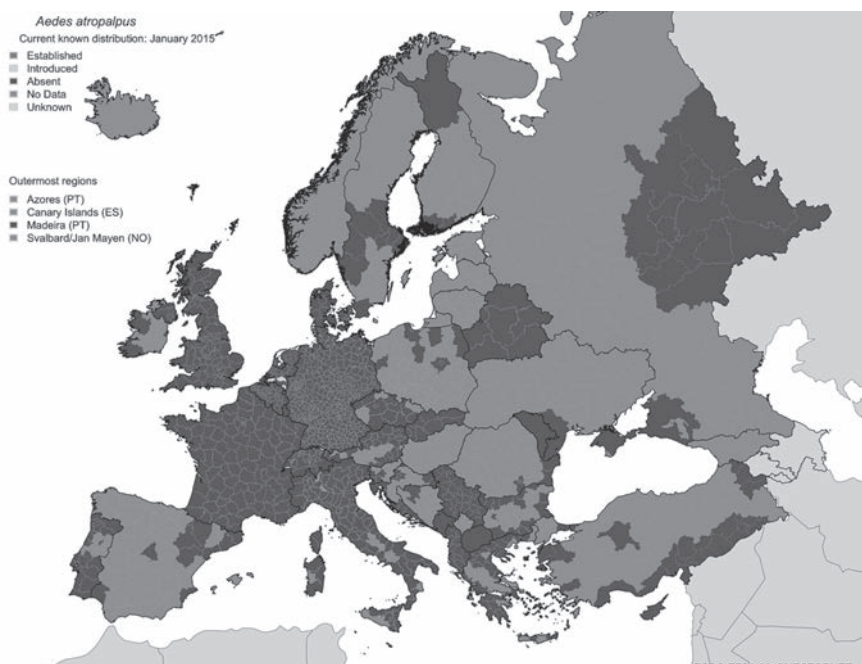 Aedes atropalpus
Current known distribution: January 2015
Established
Introduced
Absent
No Data
Unknown
Outermost regions
Azores (PT)
Canary Islands (ES)
Madeira (PT)
Svalbard/Jan Mayen (NO)